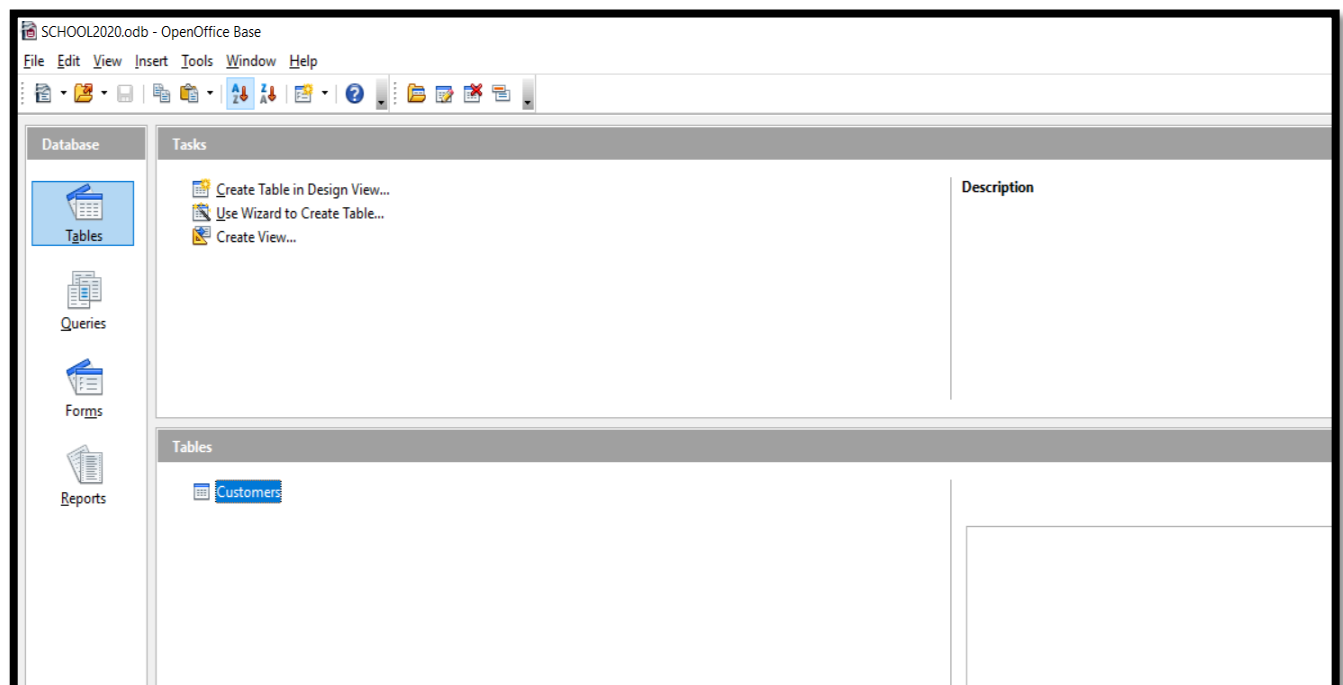 SCHOOL2020.odb - OpenOffice Base
File Edit View Insert Tools Window Help
Database
Tables
Queries
Forms
Reports
Tasks
Create Table in Design View...
Use Wizard to Create Table...
Create View...
Description
Tables
Customers